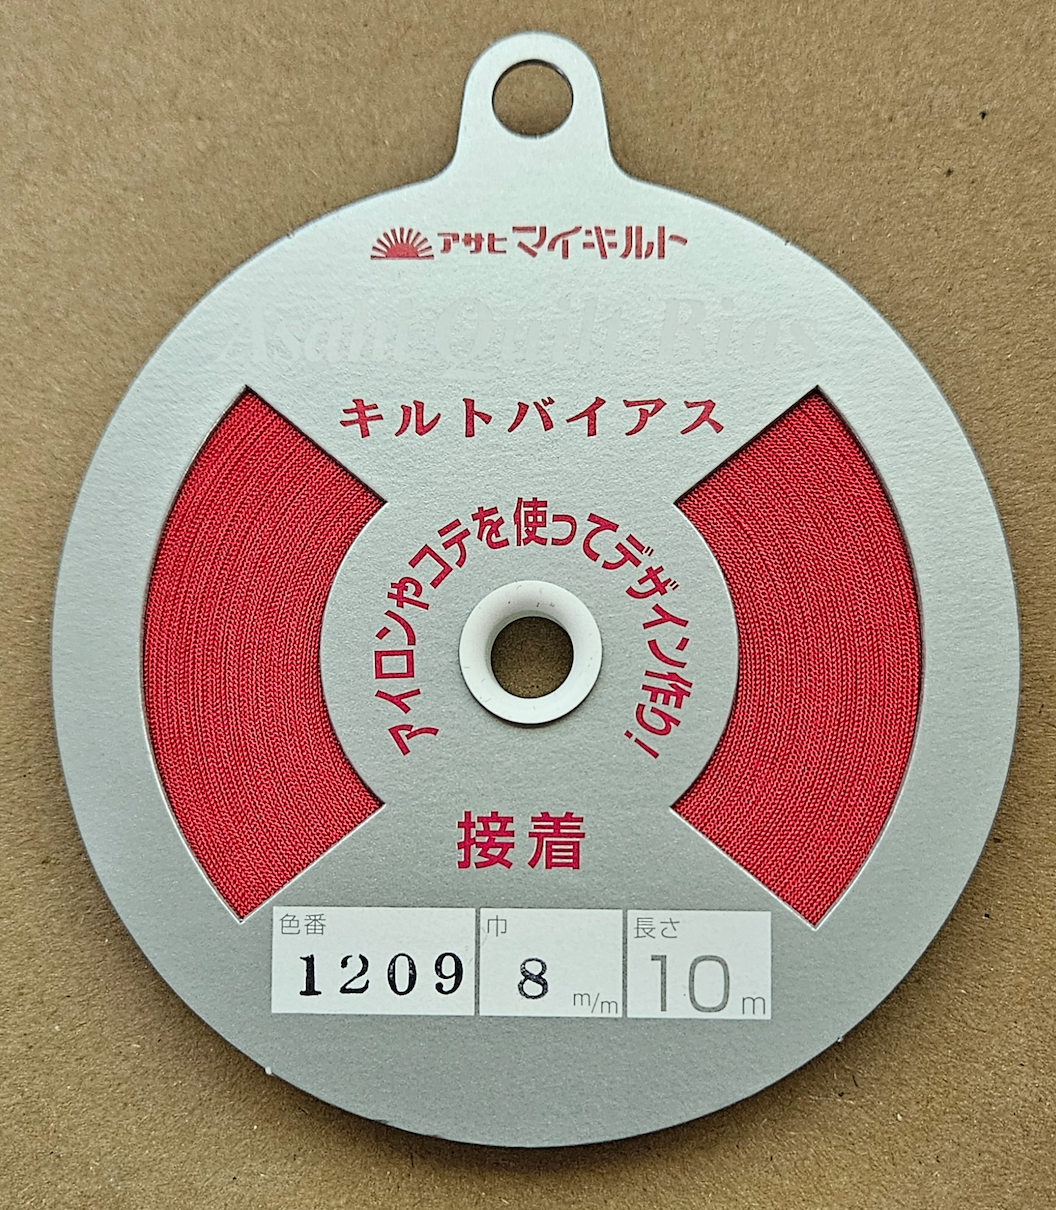 アサヒマイキルト
Asahi Quilt Bias
キルトバイアス
アイロンやコテを使ってデザイン作り!
接着
色番 巾 長さ
1209 8 m/m 10 m